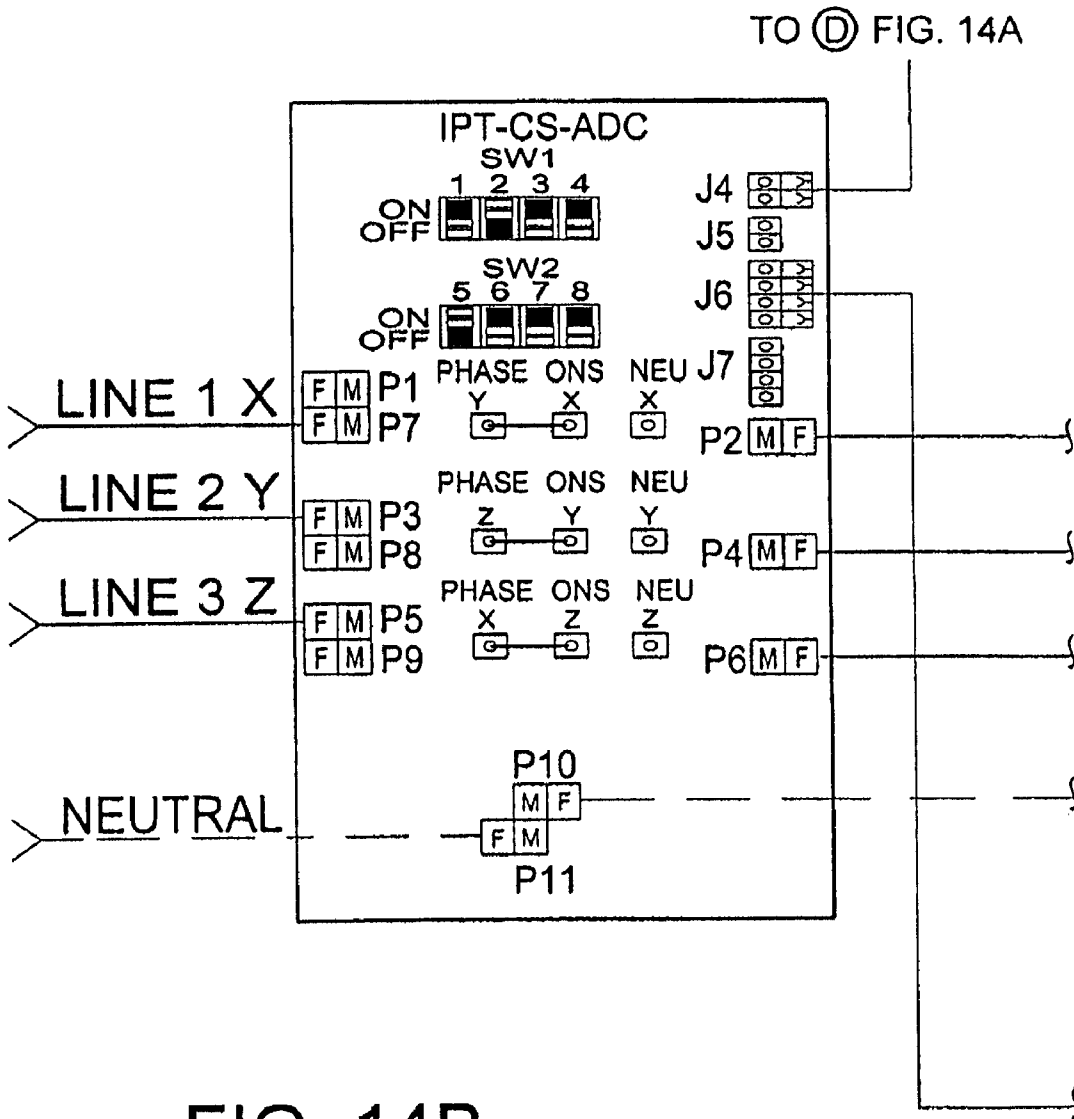 TO D FIG. 14A
IPT-CS-ADC
SW1
1 2 3 4
ON
OFF
SW2
5 6 7 8
ON
OFF
J4
J5
J6
J7
LINE 1 X
F M P1
F M P7
PHASE ONS NEU
Y X X
P2 M F
LINE 2 Y
F M P3
F M P8
PHASE ONS NEU
Z Y Y
P4 M F
LINE 3 Z
F M P5
F M P9
PHASE ONS NEU
X Z Z
P6 M F
P10
M F
NEUTRAL
F M
P11